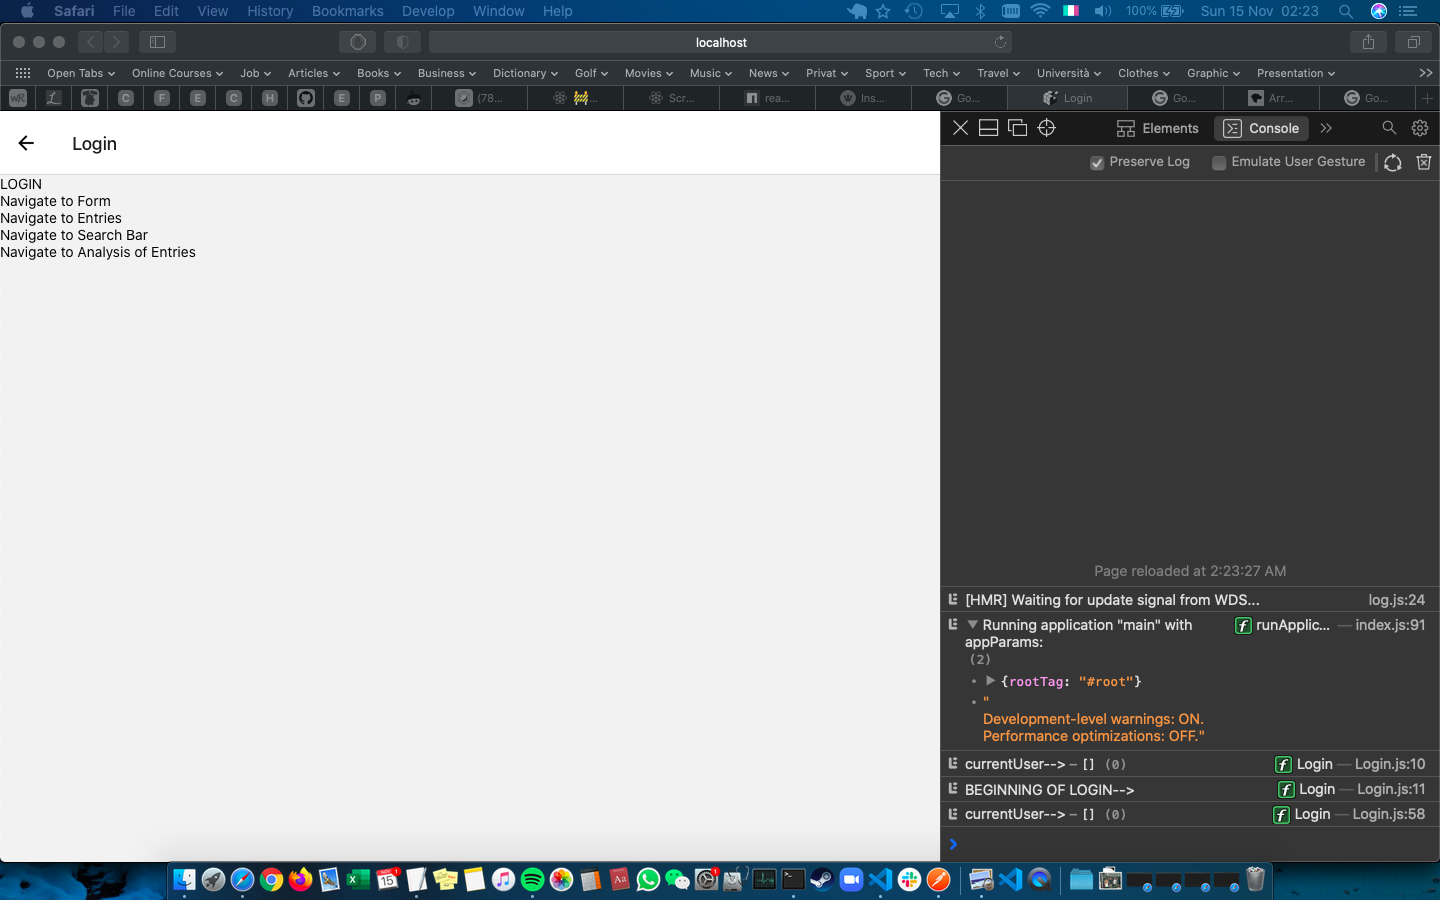 Safari File Edit View History Bookmarks Develop Window Help 100% Sun 15 Nov 02:23
localhost
Open Tabs Online Courses Job Articles Books Business Dictionary Golf Movies Music News Privat Sport Tech Travel Università Clothes Graphic Presentation
wR L C F E C H E P (78... ... Scr... rea... Ins... Go... Login Go... Arr... Go...
Login
LOGIN
Navigate to Form
Navigate to Entries
Navigate to Search Bar
Navigate to Analysis of Entries
Elements Console
Preserve Log Emulate User Gesture
Page reloaded at 2:23:27 AM
[HMR] Waiting for update signal from WDS... log.js:24
Running application "main" with f runApplic... — index.js:91
appParams:
(2)
{rootTag: "#root"}
"
Development-level warnings: ON.
Performance optimizations: OFF."
currentUser--> – [] (0) f Login — Login.js:10
BEGINNING OF LOGIN--> f Login — Login.js:11
currentUser--> – [] (0) f Login — Login.js:58